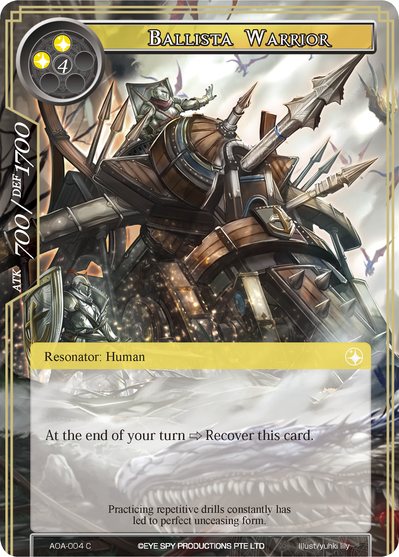 BALLISTA WARRIOR
4
ATK 700 / DEF 1700
Resonator: Human
At the end of your turn ⇨ Recover this card.
Practicing repetitive drills constantly has
led to perfect unceasing form.
AOA-004 C ©EYE SPY PRODUCTIONS PTE LTD Illust/yuhki lily